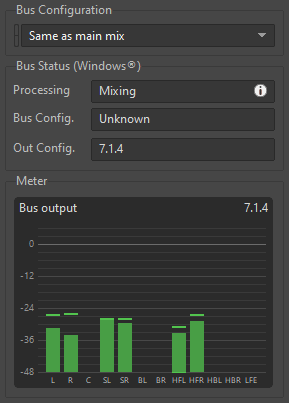 Bus Configuration
Same as main mix
Bus Status (Windows®)
Processing Mixing
Bus Config. Unknown
Out Config. 7.1.4
Meter
Bus output 7.1.4
0
-12
-24
-36
-48
L R C SL SR BL BR HFL HFR HBL HBR LFE